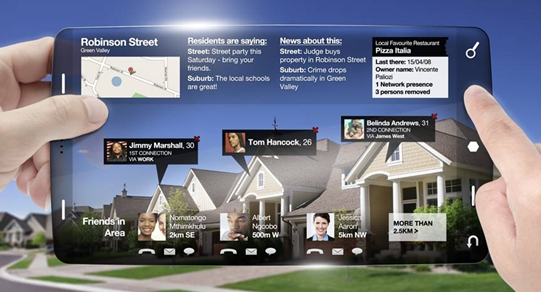 Robinson Street
Green Valley
Residents are saying:
Street: Street party this
Saturday - bring your
friends.
Suburb: The local schools
are great!
News about this:
Street: Judge buys
property in Robinson Street
Suburb: Crime drops
dramatically in Green
Valley
Local Favourite Restaurant
Pizza Italia
Last there: 15/04/08
Owner name: Vincente
Paliozi
1 Network presence
3 persons removed
Jimmy Marshall, 30
1ST CONNECTION
VIA WORK
Tom Hancock, 26
Belinda Andrews, 31
2ND CONNECTION
VIA James West
Friends in
Area
Nomatongo
Mthimkhulu
2km SE
Albert
Ngcobo
500m W
Jessica
Aaron
5km NW
MORE THAN
2.5KM >